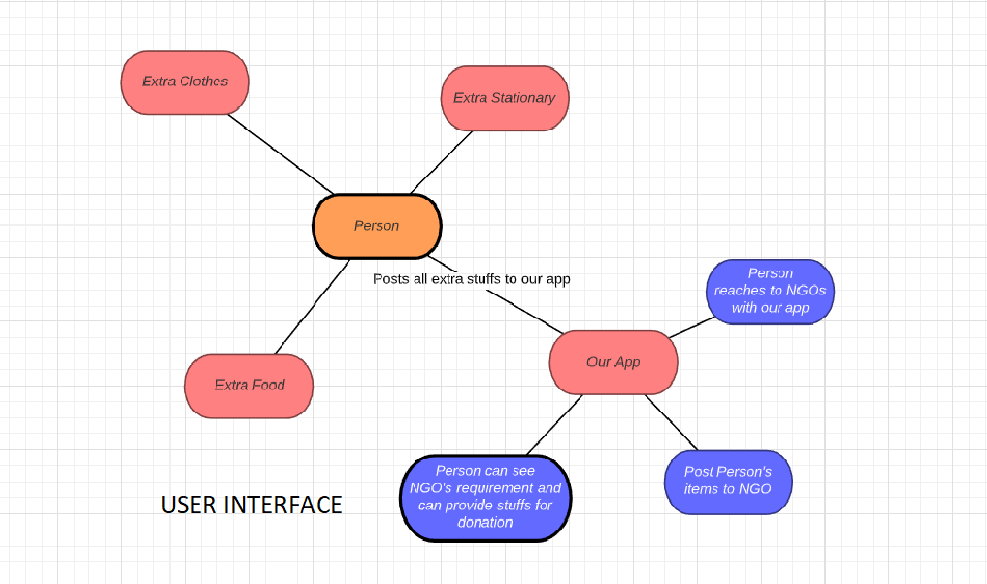 Extra Clothes
Extra Stationary
Person
Posts all extra stuffs to our app
Person
reaches to NGOs
with our app
Our App
Extra Food
Person can see
NGO's requirement and
can provide stuffs for
donation
Post Person's
items to NGO
USER INTERFACE